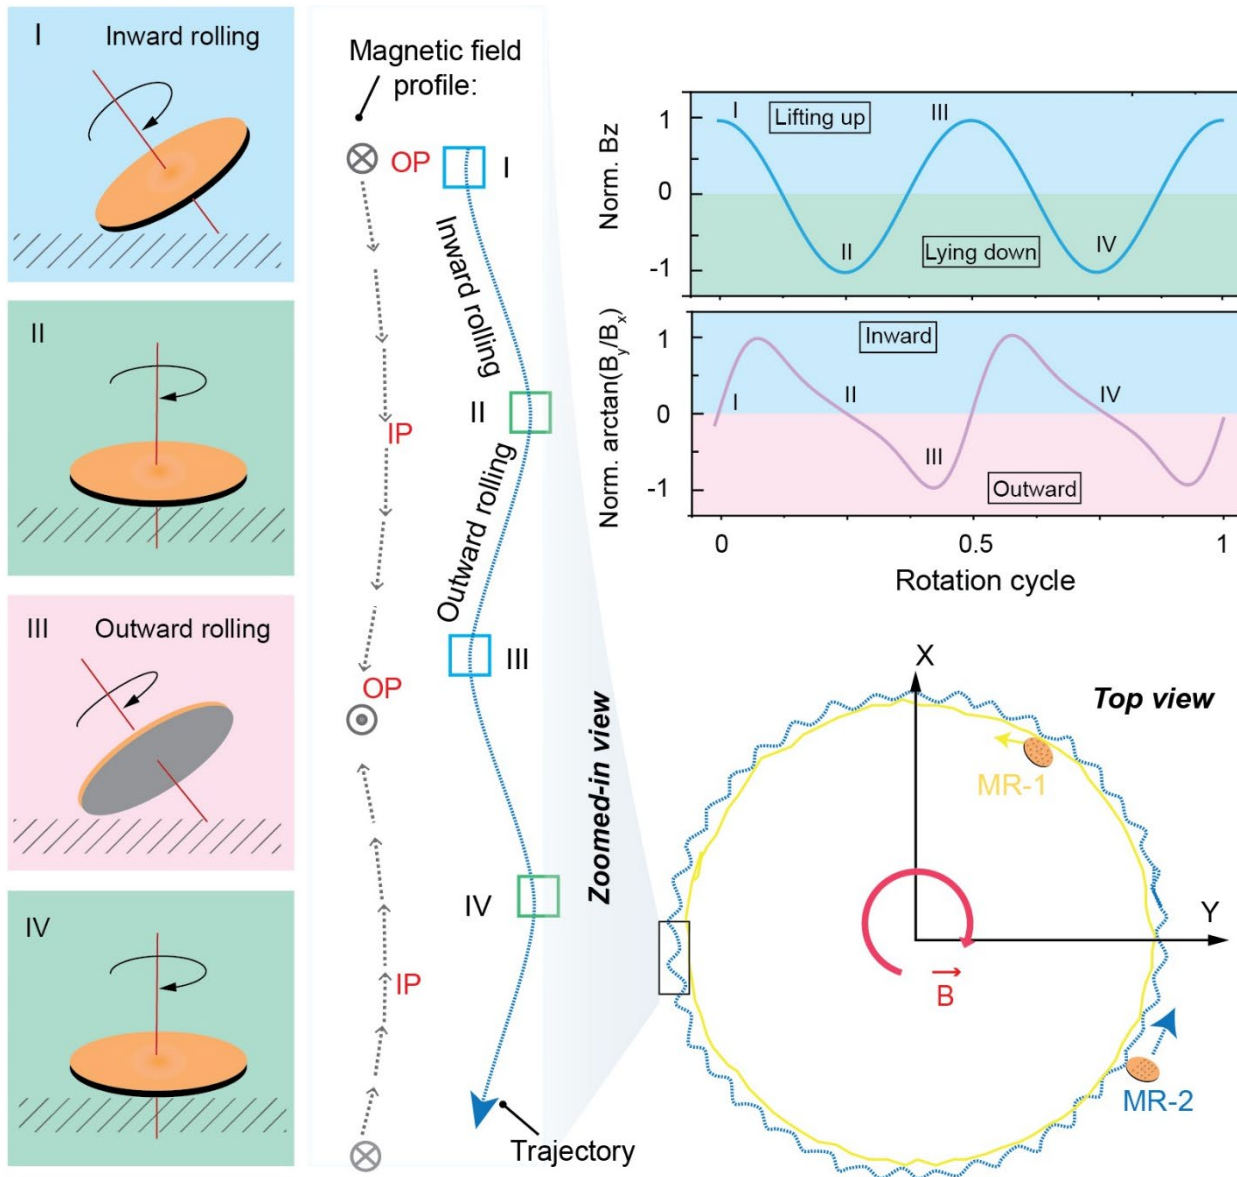 I Inward rolling
II
III Outward rolling
IV
Magnetic field
profile:
OP
I
Inward rolling
II
IP
Outward rolling
III
OP
IV
IP
Trajectory
Zoomed-in view
Norm. Bz
1
0
-1
I
Lifting up
III
II
Lying down
IV
Norm. arctan(By/Bx)
1
0
-1
Inward
I
II
IV
III
Outward
0
0.5
1
Rotation cycle
X
Top view
MR-1
Y
B
MR-2